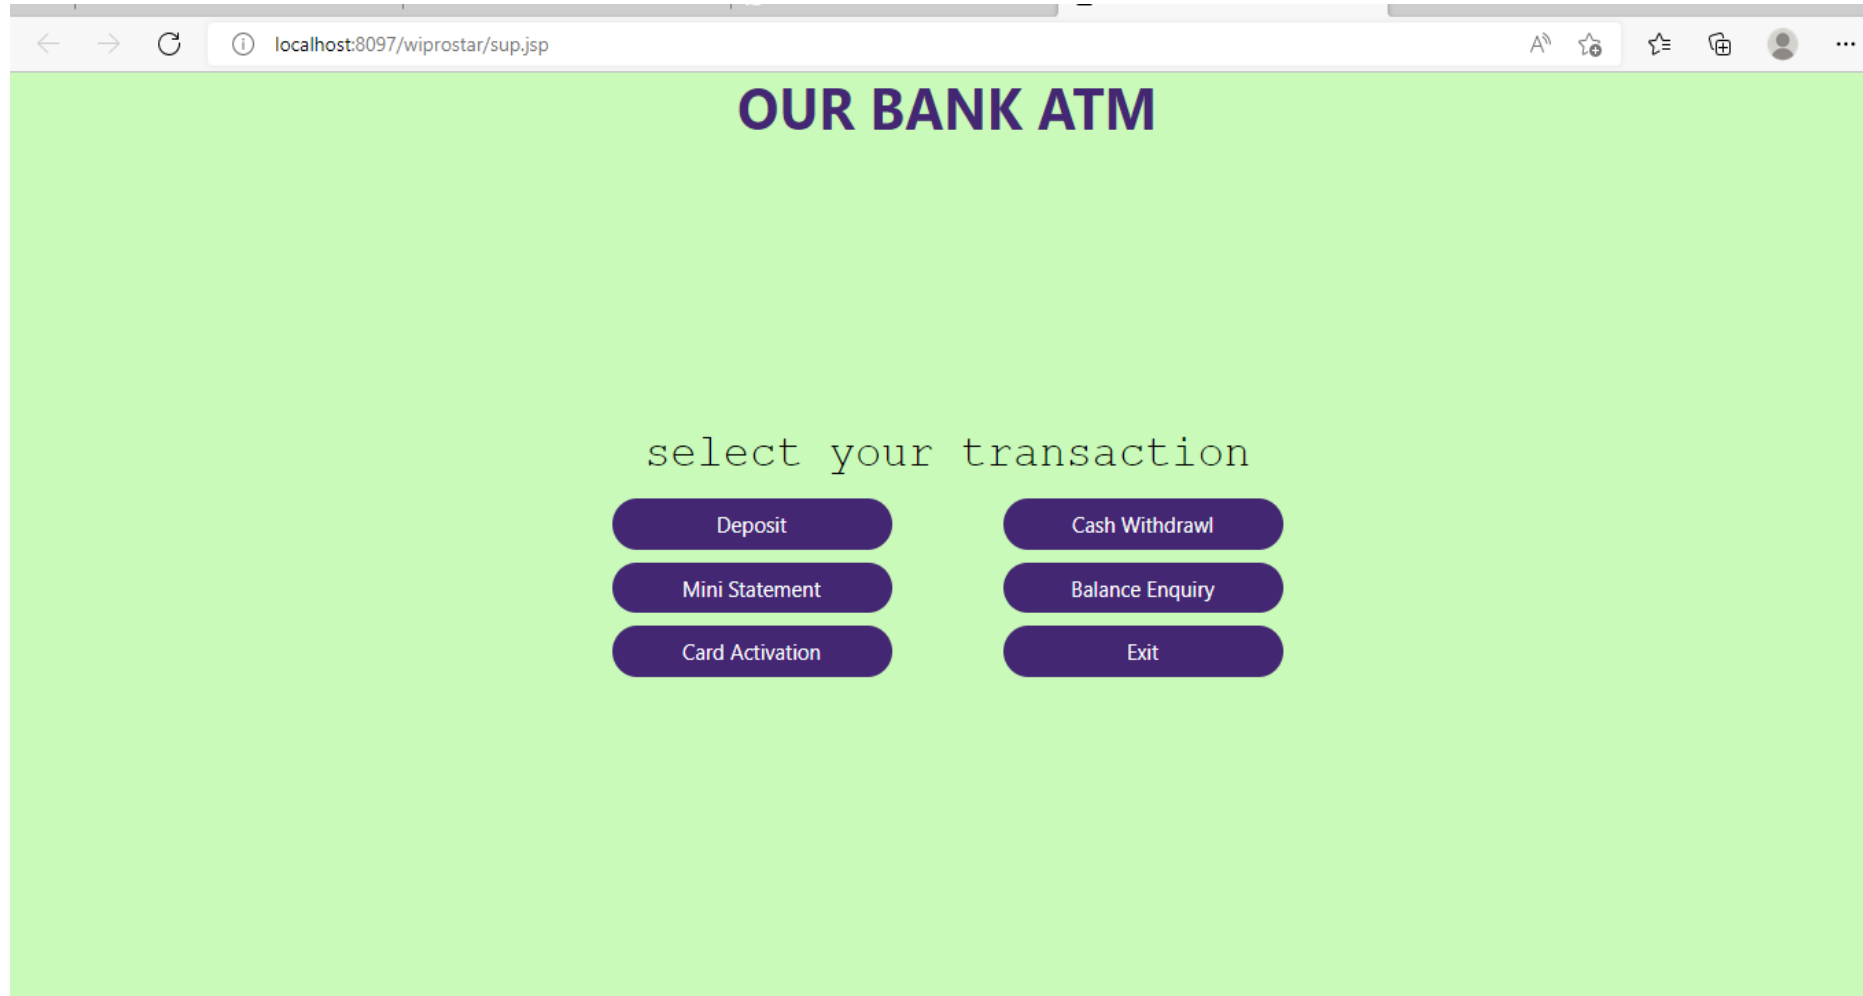 localhost:8097/wiprostar/sup.jsp
OUR BANK ATM
select your transaction
Deposit
Cash Withdrawl
Mini Statement
Balance Enquiry
Card Activation
Exit